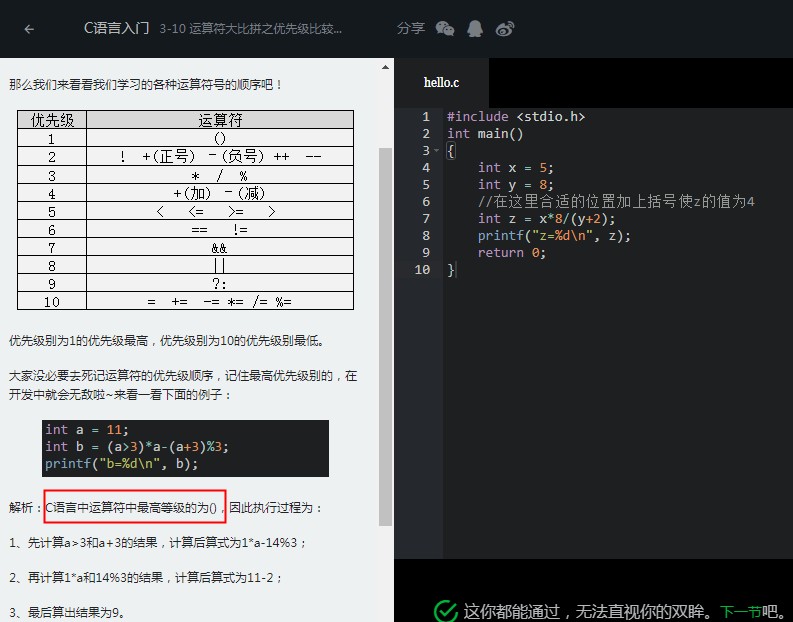 C语言入门 3-10 运算符大比拼之优先级比较... 分享
那么我们来看看我们学习的各种运算符号的顺序吧！
优先级 运算符
1 ()
2 ! +(正号) -(负号) ++ --
3 * / %
4 +(加) -(减)
5 < <= >= >
6 == !=
7 &&
8 ||
9 ?:
10 = += -= *= /= %=
优先级别为1的优先级最高，优先级别为10的优先级别最低。
大家没必要去死记运算符的优先级顺序，记住最高优先级别的，在
开发中就会无敌啦~来看一看下面的例子：
int a = 11;
int b = (a>3)*a-(a+3)%3;
printf("b=%d\n", b);
解析：C语言中运算符中最高等级的为()，因此执行过程为：
1、先计算a>3和a+3的结果，计算后算式为1*a-14%3；
2、再计算1*a和14%3的结果，计算后算式为11-2；
3、最后算出结果为9。
hello.c
1 #include <stdio.h>
2 int main()
3 {
4 int x = 5;
5 int y = 8;
6 //在这里合适的位置加上括号使z的值为4
7 int z = x*8/(y+2);
8 printf("z=%d\n", z);
9 return 0;
10 }
这你都能通过，无法直视你的双眸。下一节吧。